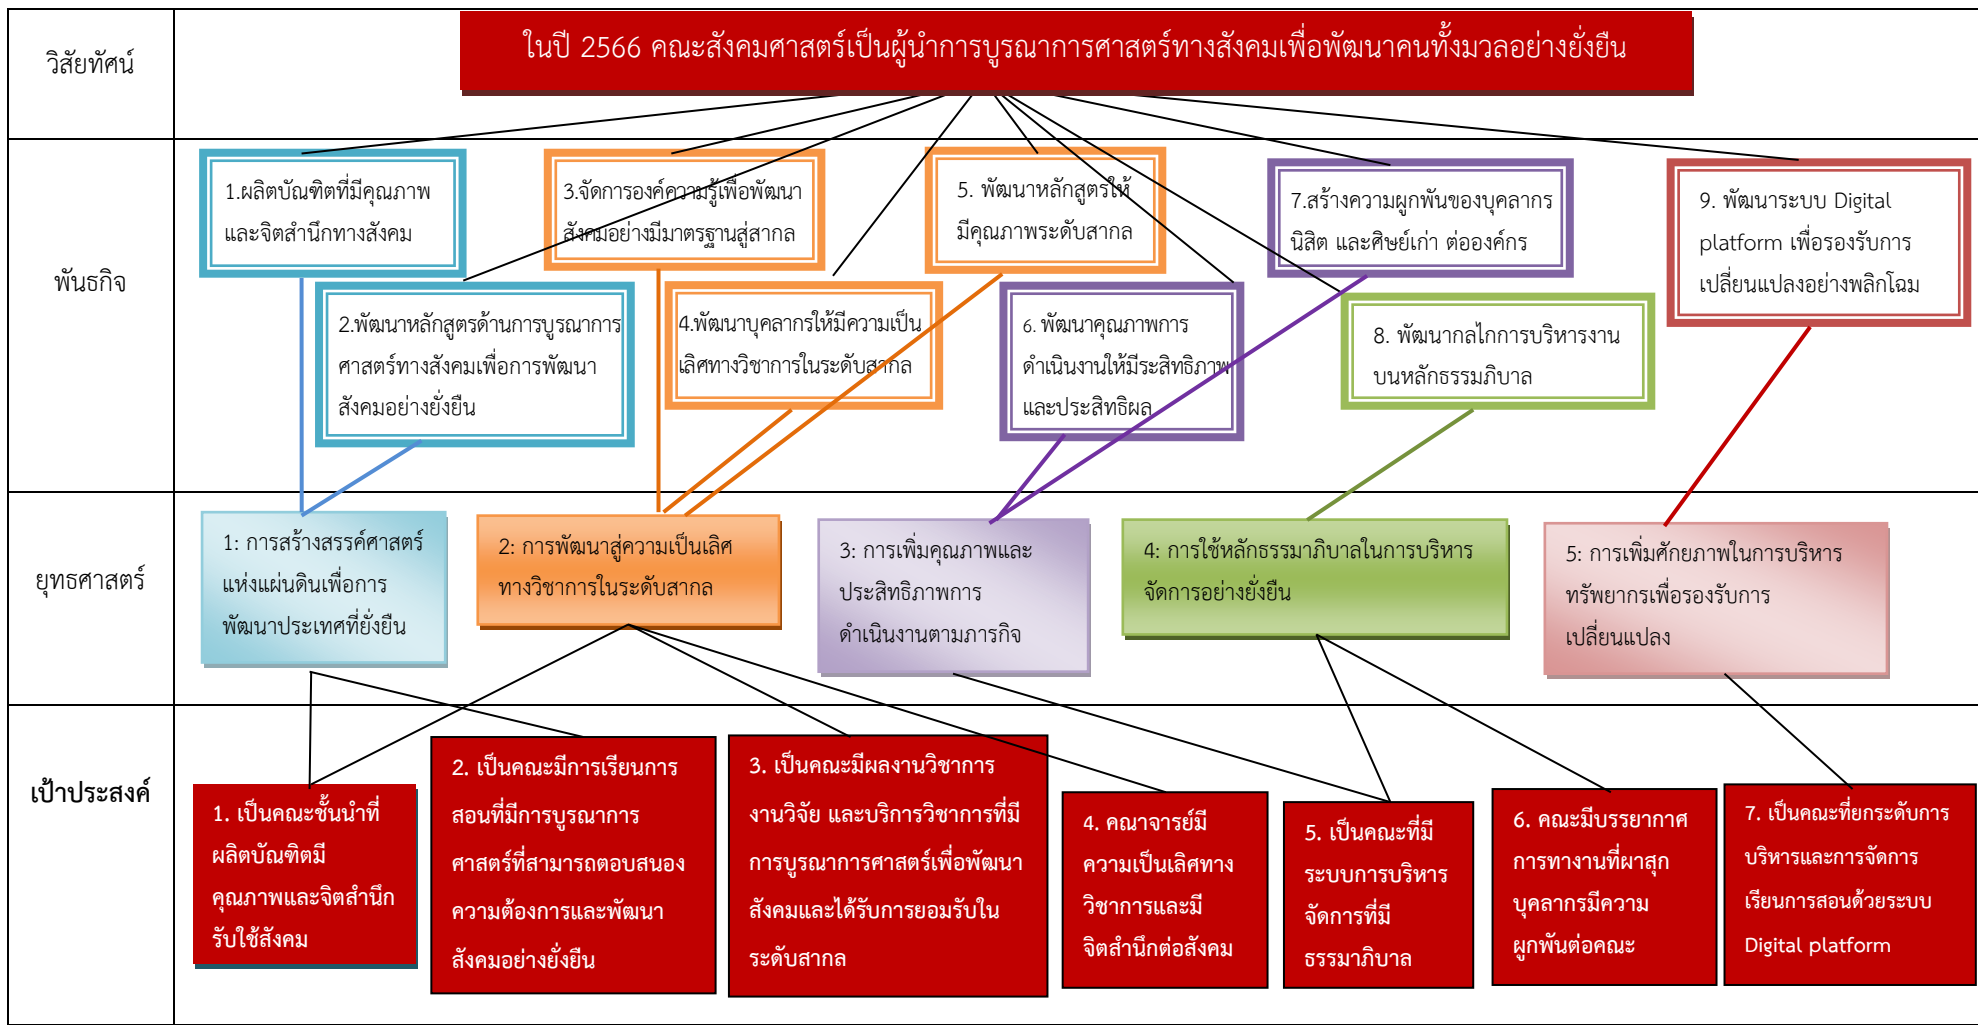 วิสัยทัศน์
ในปี 2566 คณะสังคมศาสตร์เป็นผู้นำการบูรณาการศาสตร์ทางสังคมเพื่อพัฒนาคนทั้งมวลอย่างยั่งยืน
พันธกิจ
1.ผลิตบัณฑิตที่มีคุณภาพ
และจิตสำนึกทางสังคม
2.พัฒนาหลักสูตรด้านการบูรณาการ
ศาสตร์ทางสังคมเพื่อการพัฒนา
สังคมอย่างยั่งยืน
3.จัดการองค์ความรู้เพื่อพัฒนา
สังคมอย่างมีมาตรฐานสู่สากล
4.พัฒนาบุคลากรให้มีความเป็น
เลิศทางวิชาการในระดับสากล
5. พัฒนาหลักสูตรให้
มีคุณภาพระดับสากล
6. พัฒนาคุณภาพการ
ดำเนินงานให้มีระสิทธิภาพ
และประสิทธิผล
7.สร้างความผูกพันของบุคลากร
นิสิต และศิษย์เก่า ต่อองค์กร
8. พัฒนากลไกการบริหารงาน
บนหลักธรรมภิบาล
9. พัฒนาระบบ Digital
platform เพื่อรองรับการ
เปลี่ยนแปลงอย่างพลิกโฉม
ยุทธศาสตร์
1: การสร้างสรรค์ศาสตร์
แห่งแผ่นดินเพื่อการ
พัฒนาประเทศที่ยั่งยืน
2: การพัฒนาสู่ความเป็นเลิศ
ทางวิชาการในระดับสากล
3: การเพิ่มคุณภาพและ
ประสิทธิภาพการ
ดำเนินงานตามภารกิจ
4: การใช้หลักธรรมาภิบาลในการบริหาร
จัดการอย่างยั่งยืน
5: การเพิ่มศักยภาพในการบริหาร
ทรัพยากรเพื่อรองรับการ
เปลี่ยนแปลง
เป้าประสงค์
1. เป็นคณะชั้นนำที่
ผลิตบัณฑิตมี
คุณภาพและจิตสำนึก
รับใช้สังคม
2. เป็นคณะมีการเรียนการ
สอนที่มีการบูรณาการ
ศาสตร์ที่สามารถตอบสนอง
ความต้องการและพัฒนา
สังคมอย่างยั่งยืน
3. เป็นคณะมีผลงานวิชาการ
งานวิจัย และบริการวิชาการที่มี
การบูรณาการศาสตร์เพื่อพัฒนา
สังคมและได้รับการยอมรับใน
ระดับสากล
4. คณาจารย์มี
ความเป็นเลิศทาง
วิชาการและมี
จิตสำนึกต่อสังคม
5. เป็นคณะที่มี
ระบบการบริหาร
จัดการที่มี
ธรรมาภิบาล
6. คณะมีบรรยากาศ
การทางานที่ผาสุก
บุคลากรมีความ
ผูกพันต่อคณะ
7. เป็นคณะที่ยกระดับการ
บริหารและการจัดการ
เรียนการสอนด้วยระบบ
Digital platform